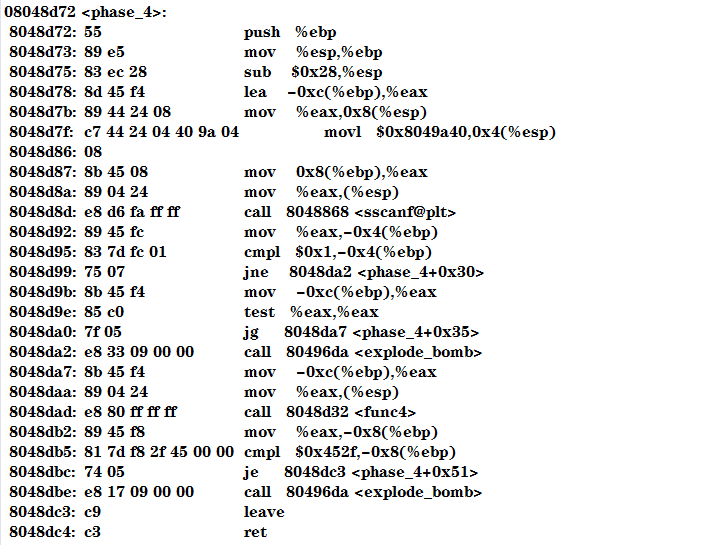 08048d72 <phase_4>:
8048d72: 55 push %ebp
8048d73: 89 e5 mov %esp,%ebp
8048d75: 83 ec 28 sub $0x28,%esp
8048d78: 8d 45 f4 lea -0xc(%ebp),%eax
8048d7b: 89 44 24 08 mov %eax,0x8(%esp)
8048d7f: c7 44 24 04 40 9a 04 movl $0x8049a40,0x4(%esp)
8048d86: 08
8048d87: 8b 45 08 mov 0x8(%ebp),%eax
8048d8a: 89 04 24 mov %eax,(%esp)
8048d8d: e8 d6 fa ff ff call 8048868 <sscanf@plt>
8048d92: 89 45 fc mov %eax,-0x4(%ebp)
8048d95: 83 7d fc 01 cmpl $0x1,-0x4(%ebp)
8048d99: 75 07 jne 8048da2 <phase_4+0x30>
8048d9b: 8b 45 f4 mov -0xc(%ebp),%eax
8048d9e: 85 c0 test %eax,%eax
8048da0: 7f 05 jg 8048da7 <phase_4+0x35>
8048da2: e8 33 09 00 00 call 80496da <explode_bomb>
8048da7: 8b 45 f4 mov -0xc(%ebp),%eax
8048daa: 89 04 24 mov %eax,(%esp)
8048dad: e8 80 ff ff ff call 8048d32 <func4>
8048db2: 89 45 f8 mov %eax,-0x8(%ebp)
8048db5: 81 7d f8 2f 45 00 00 cmpl $0x452f,-0x8(%ebp)
8048dbc: 74 05 je 8048dc3 <phase_4+0x51>
8048dbe: e8 17 09 00 00 call 80496da <explode_bomb>
8048dc3: c9 leave
8048dc4: c3 ret